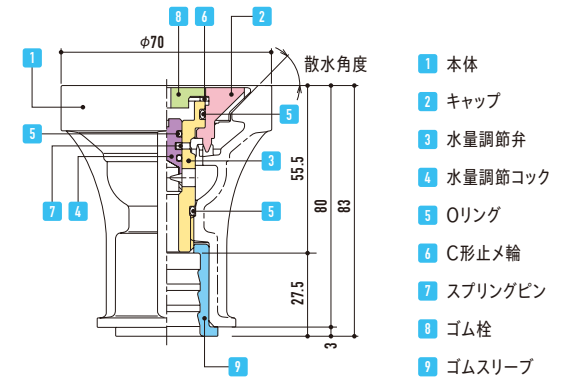 8 6 2
φ70
散水角度
1
5
5
3
7 4
5
9
55.5
27.5
80
83
3
1 本体
2 キャップ
3 水量調節弁
4 水量調節コック
5 Oリング
6 C形止メ輪
7 スプリングピン
8 ゴム栓
9 ゴムスリーブ